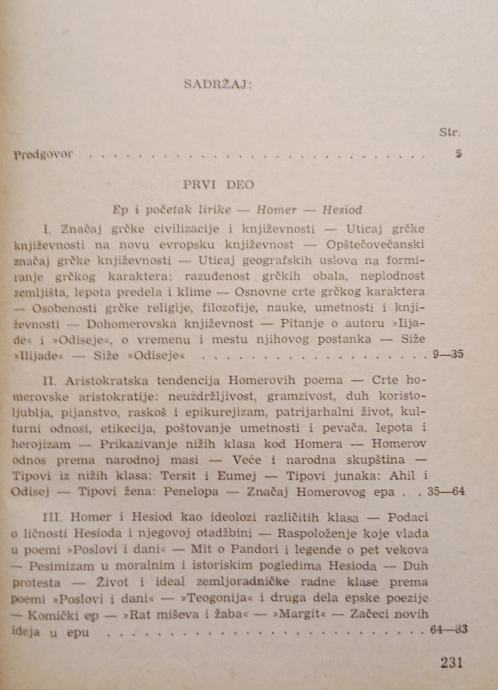 SADRŽAJ:
Str.
Predgovor . . . . . . . . . . . . . . . . . . . . . . . . . . 5
PRVI DEO
Ep i početak lirike — Homer — Hesiod
I. Značaj grčke civilizacije i književnosti — Uticaj grčke
književnosti na novu evropsku književnost — Opštečovečanski
značaj grčke književnosti — Uticaj geografskih uslova na formi-
ranje grčkog karaktera: razuđenost grčkih obala, neplodnost
zemljišta, lepota predela i klime — Osnovne crte grčkog karaktera
— Osobenosti grčke religije, filozofije, nauke, umetnosti i knji-
ževnosti — Dohomerovska književnost — Pitanje o autoru »Ilija-
de« i »Odiseje«, o vremenu i mestu njihovog postanka — Siže
»Ilijade« — Siže »Odiseje« . . . . . . . . . . . . . . . . . . 9—35
II. Aristokratska tendencija Homerovih poema — Crte ho-
merovske aristokratije: neuzdržljivost, gramzivost, duh koristo-
ljublja, pijanstvo, raskoš i epikurejizam, patrijarhalni život, kul-
turni odnosi, etikecija, poštovanje umetnosti i pevača, lepota i
herojizam — Prikazivanje nižih klasa kod Homera — Homerov
odnos prema narodnoj masi — Veće i narodna skupština —
Tipovi iz nižih klasa: Tersit i Eumej — Tipovi junaka: Ahil i
Odisej — Tipovi žena: Penelopa — Značaj Homerovog epa . . 35—64
III. Homer i Hesiod kao ideolozi različitih klasa — Podaci
o ličnosti Hesioda i njegovoj otadžbini — Raspoloženje koje vlada
u poemi »Poslovi i dani« — Mit o Pandori i legende o pet vekova
— Pesimizam u moralnim i istoriskim pogledima Hesioda — Duh
protesta — Život i ideal zemljoradničke radne klase prema
poemi »Poslovi i dani« — »Teogonija« i druga dela epske poezije
— Komički ep — »Rat miševa i žaba« — »Margit« — Začeci novih
ideja u epu . . . . . . . . . . . . . . . . . . . . . . . . . 64—83
231